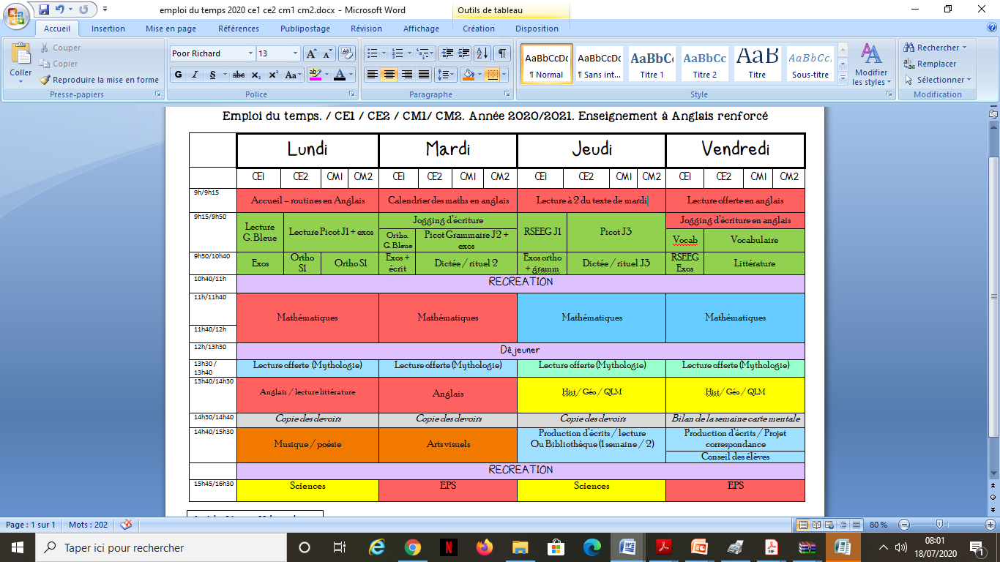 emploi du temps 2020 ce1 ce2 cm1 cm2.docx - Microsoft Word
Outils de tableau
Accueil Insertion Mise en page Références Publipostage Révision Affichage Création Disposition
Coller
Couper
Copier
Reproduire la mise en forme
Presse-papiers
Poor Richard 13
G I S abc X₂ X² Aa ab A
Police
Paragraphe
AaBbCcDc AaBbCcDc AaBbCc AaBbCc AaB AaBbCc.
¶ Normal ¶ Sans int... Titre 1 Titre 2 Titre Sous-titre
Modifier les styles
Style
Rechercher
Remplacer
Sélectionner
Modification
Emploi du temps. / CE1 / CE2 / CM1/ CM2. Année 2020/2021. Enseignement à Anglais renforcé
Lundi Mardi Jeudi Vendredi
CE1 CE2 CM1 CM2 CE1 CE2 CM1 CM2 CE1 CE2 CM1 CM2 CE1 CE2 CM1 CM2
9h/9h15
Accueil – routines en Anglais Calendrier des maths en anglais Lecture à 2 du texte de mardi Lecture offerte en anglais
9h15/9h50
Lecture G. Bleue Lecture Picot J1 + exos
Jogging d'écriture
Ortho. G. Bleue Picot Grammaire J2 + exos
RSEEG J1 Picot J3
Jogging d'écriture en anglais
Vocab Vocabulaire
9h50/10h40
Exos Ortho S1 Ortho S1
Exos + écrit Dictée / rituel 2
Exos ortho + gramm Dictée / rituel J3
RSEEG Exos Littérature
10h40/11h
RECREATION
11h/11h40
Mathématiques Mathématiques Mathématiques Mathématiques
11h40/12h
12h/13h30
Déjeuner
13h30 / 13h40
Lecture offerte (Mythologie) Lecture offerte (Mythologie) Lecture offerte (Mythologie) Lecture offerte (Mythologie)
13h40/14h30
Anglais / lecture littérature Anglais Hist / Géo / QLM Hist / Géo / QLM
14h30/14h40
Copie des devoirs Copie des devoirs Copie des devoirs Bilan de la semaine carte mentale
14h40/15h30
Musique / poésie Arts visuels
Production d'écrits / lecture
Ou Bibliothèque (1 semaine / 2)
Production d'écrits / Projet
correspondance
Conseil des élèves
RECREATION
15h45/16h30
Sciences EPS Sciences EPS
Page : 1 sur 1 Mots : 202
80 %
Taper ici pour rechercher
08:01
18/07/2020